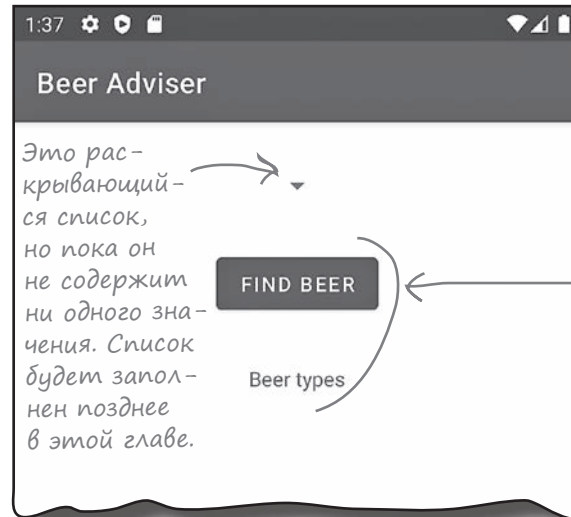 1:37
Beer Adviser
Это рас-
крывающий-
ся список,
но пока он
не содержит
ни одного зна-
чения. Список
будет запол-
нен позднее
в этой главе.
FIND BEER
Beer types